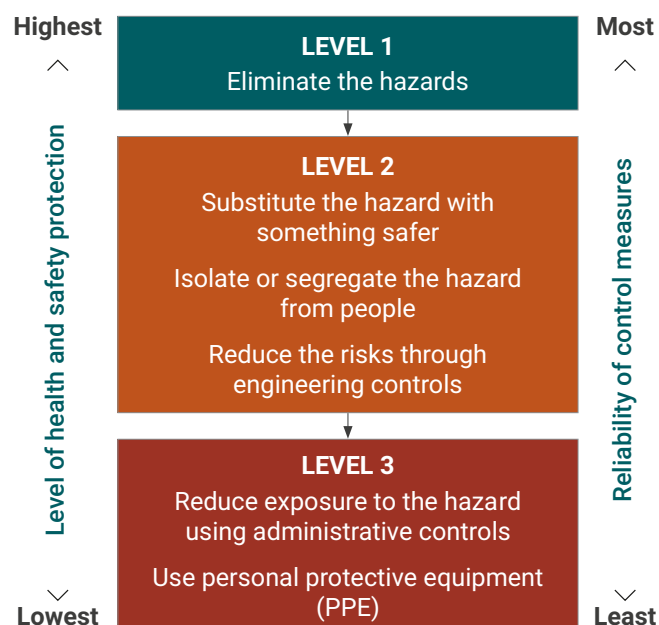 Highest
Most
LEVEL 1
Eliminate the hazards
Level of health and safety protection
Reliability of control measures
LEVEL 2
Substitute the hazard with
something safer
Isolate or segregate the hazard
from people
Reduce the risks through
engineering controls
LEVEL 3
Reduce exposure to the hazard
using administrative controls
Use personal protective equipment
(PPE)
Lowest
Least